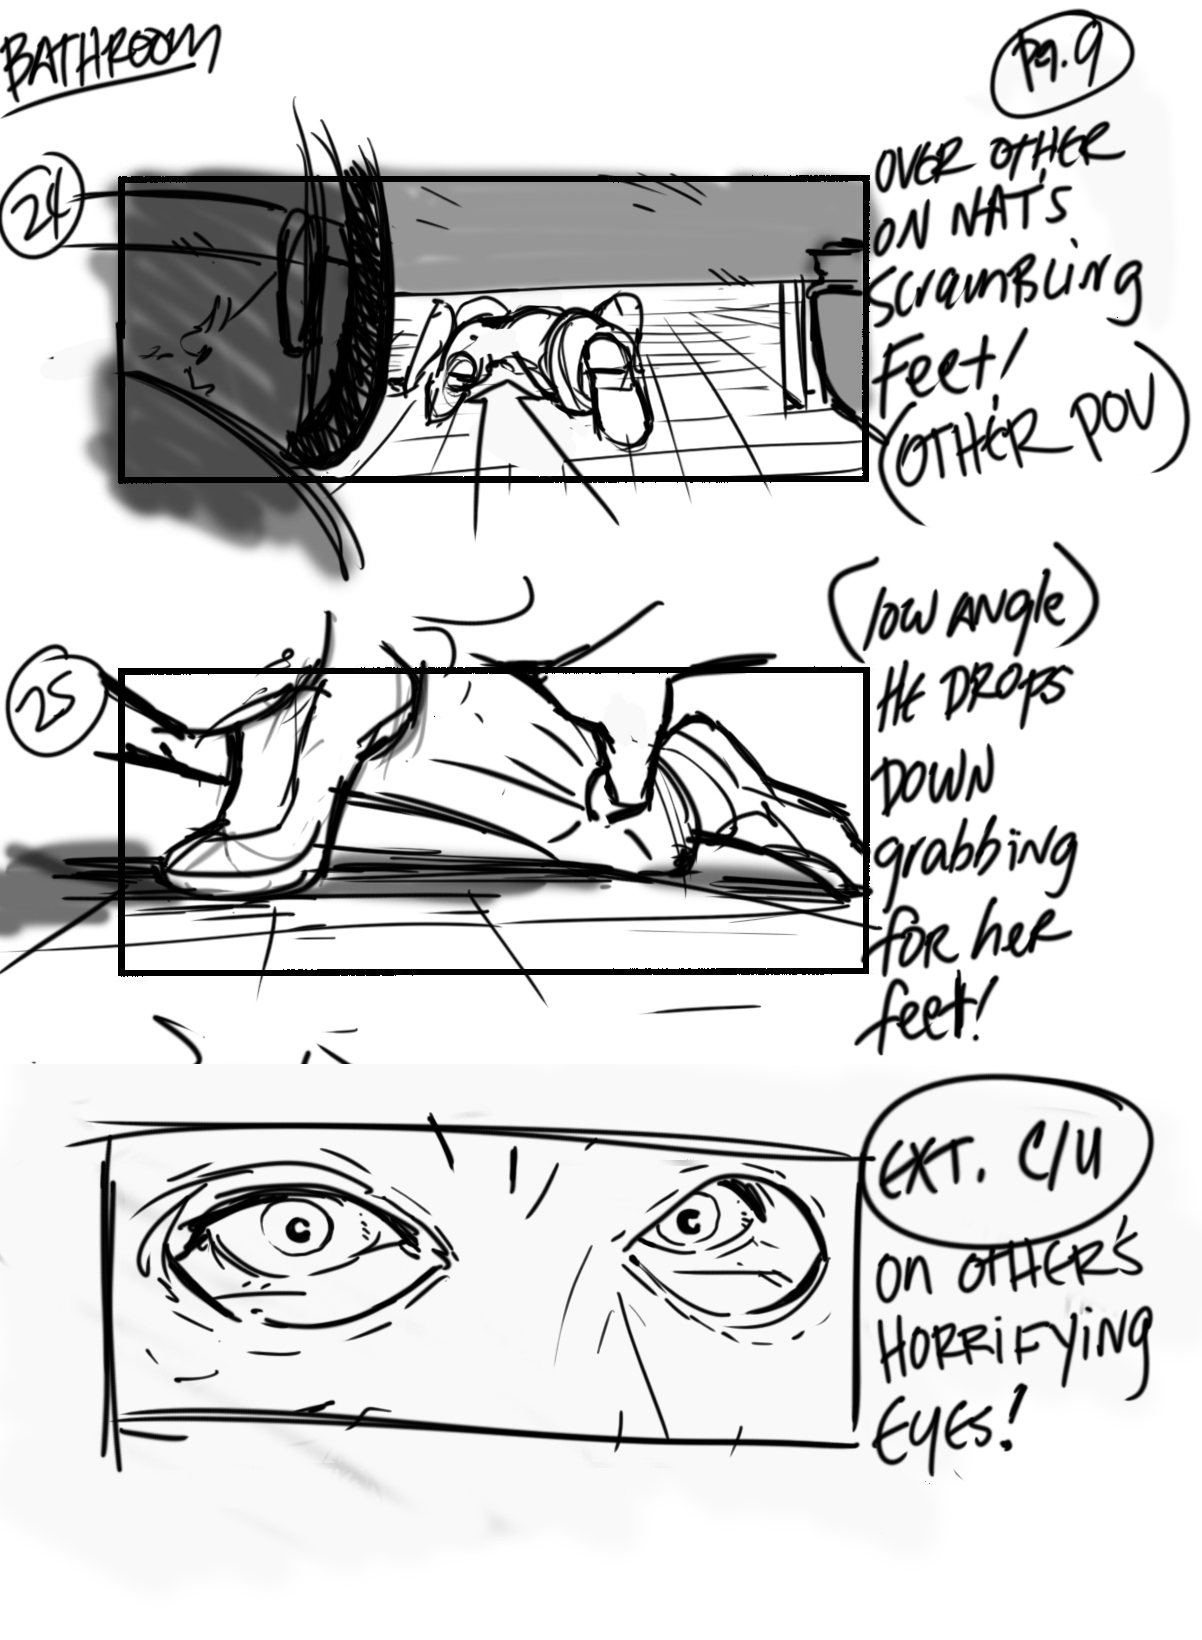 BATHROOM
Pg. 9
24
OVER OTHER
ON NAT'S
SCRAMBLING
FEET!
(OTHER POV)
25
(LOW ANGLE)
HE DROPS
DOWN
grabbing
for her
feet!
EXT. C/U
ON OTHER'S
HORRIFYING
EYES!